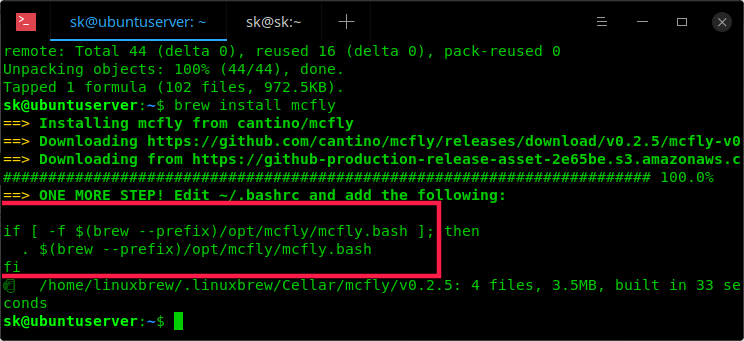 sk@ubuntuserver: ~
sk@sk:~
remote: Total 44 (delta 0), reused 16 (delta 0), pack-reused 0
Unpacking objects: 100% (44/44), done.
Tapped 1 formula (102 files, 972.5KB).
sk@ubuntuserver:~$ brew install mcfly
==> Installing mcfly from cantino/mcfly
==> Downloading https://github.com/cantino/mcfly/releases/download/v0.2.5/mcfly-v0
==> Downloading from https://github-production-release-asset-2e65be.s3.amazonaws.c
######################################################################## 100.0%
==> ONE MORE STEP! Edit ~/.bashrc and add the following:
if [ -f $(brew --prefix)/opt/mcfly/mcfly.bash ]; then
  . $(brew --prefix)/opt/mcfly/mcfly.bash
fi
🍺  /home/linuxbrew/.linuxbrew/Cellar/mcfly/v0.2.5: 4 files, 3.5MB, built in 33 se
conds
sk@ubuntuserver:~$